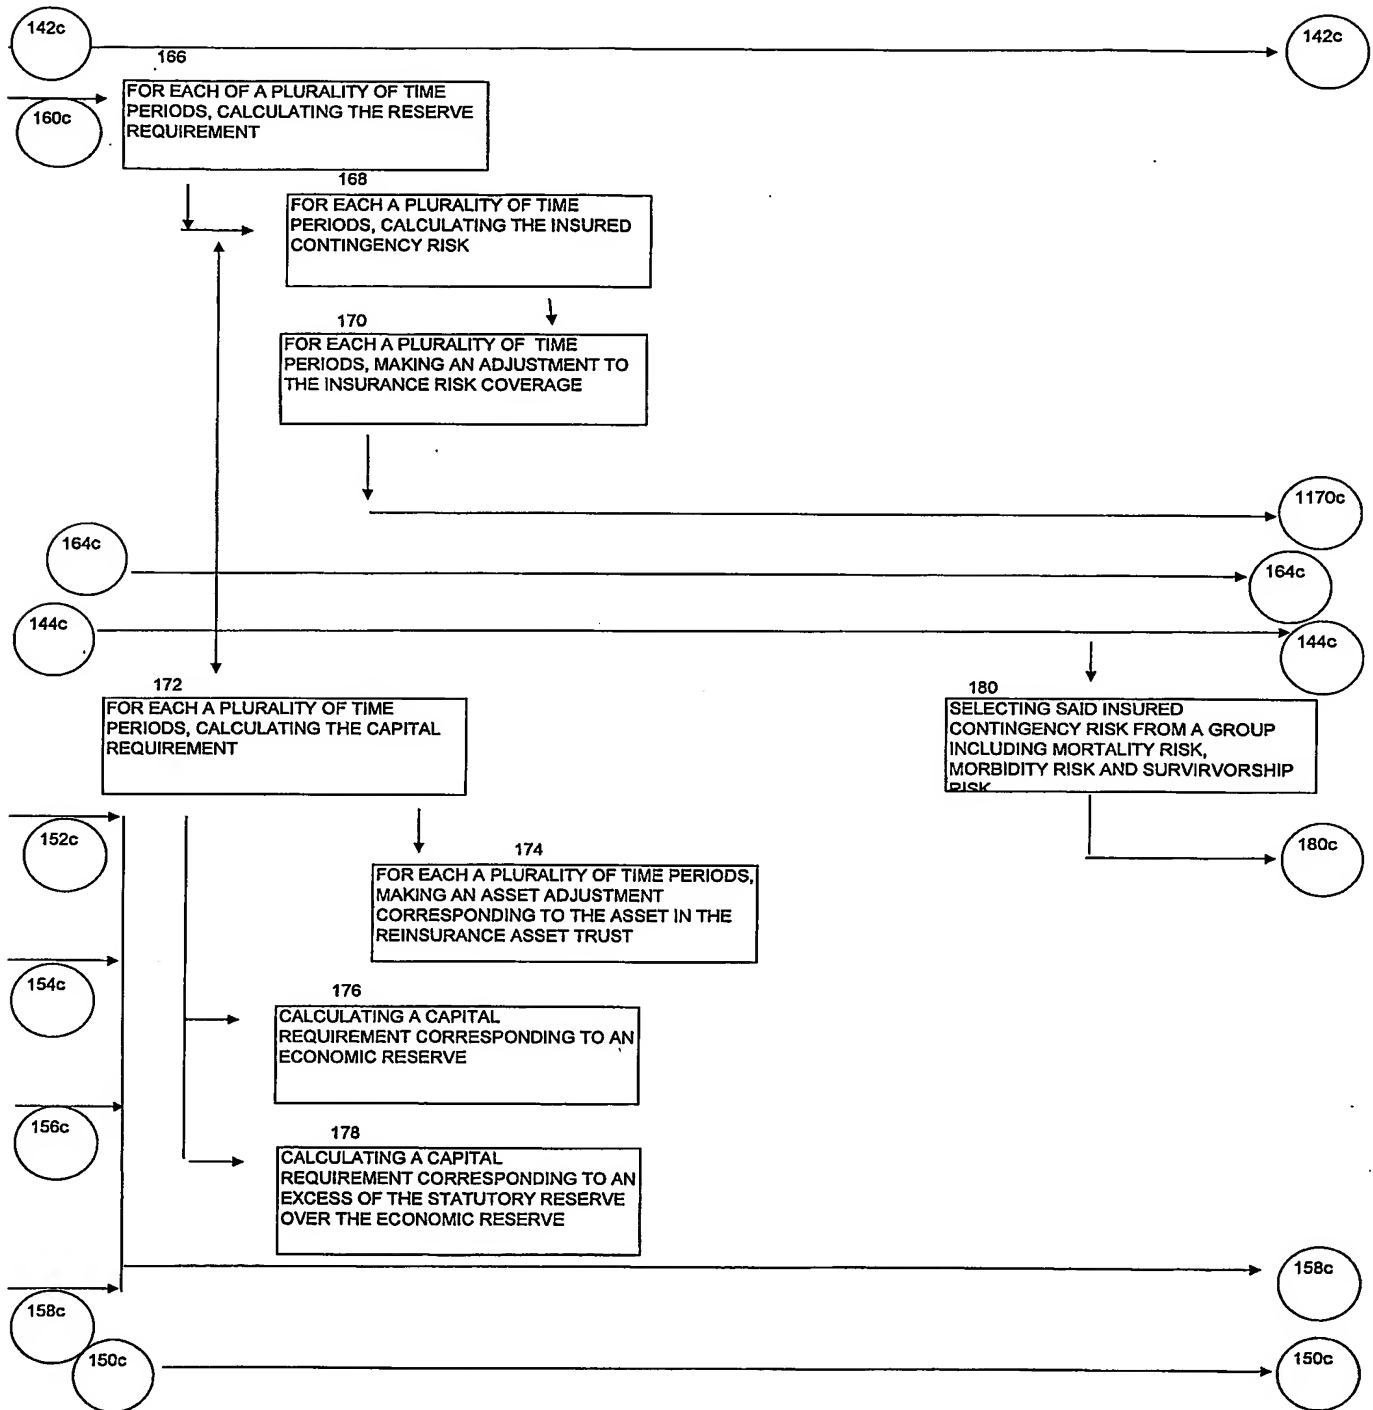 142c
142c
166
FOR EACH OF A PLURALITY OF TIME
PERIODS, CALCULATING THE RESERVE
REQUIREMENT
160c
168
FOR EACH A PLURALITY OF TIME
PERIODS, CALCULATING THE INSURED
CONTINGENCY RISK
170
FOR EACH A PLURALITY OF TIME
PERIODS, MAKING AN ADJUSTMENT TO
THE INSURANCE RISK COVERAGE
1170c
164c
164c
144c
144c
172
FOR EACH A PLURALITY OF TIME
PERIODS, CALCULATING THE CAPITAL
REQUIREMENT
180
SELECTING SAID INSURED
CONTINGENCY RISK FROM A GROUP
INCLUDING MORTALITY RISK,
MORBIDITY RISK AND SURVIRVORSHIP
RISK
152c
180c
174
FOR EACH A PLURALITY OF TIME PERIODS,
MAKING AN ASSET ADJUSTMENT
CORRESPONDING TO THE ASSET IN THE
REINSURANCE ASSET TRUST
154c
176
CALCULATING A CAPITAL
REQUIREMENT CORRESPONDING TO AN
ECONOMIC RESERVE
156c
178
CALCULATING A CAPITAL
REQUIREMENT CORRESPONDING TO AN
EXCESS OF THE STATUTORY RESERVE
OVER THE ECONOMIC RESERVE
158c
158c
150c
150c